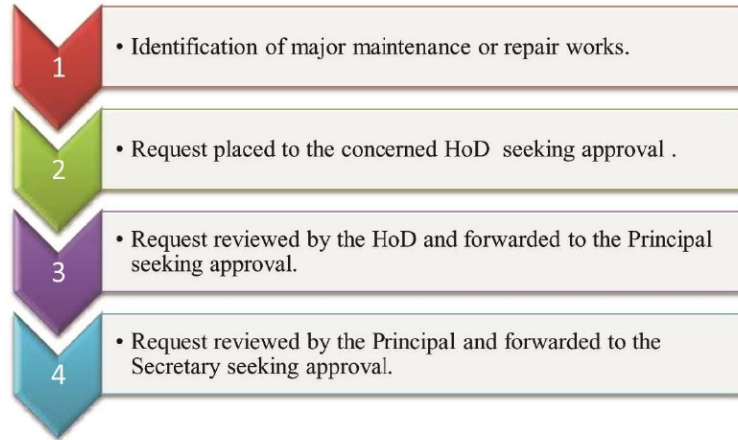 1
• Identification of major maintenance or repair works.
2
• Request placed to the concerned HoD seeking approval .
3
• Request reviewed by the HoD and forwarded to the Principal
seeking approval.
4
• Request reviewed by the Principal and forwarded to the
Secretary seeking approval.